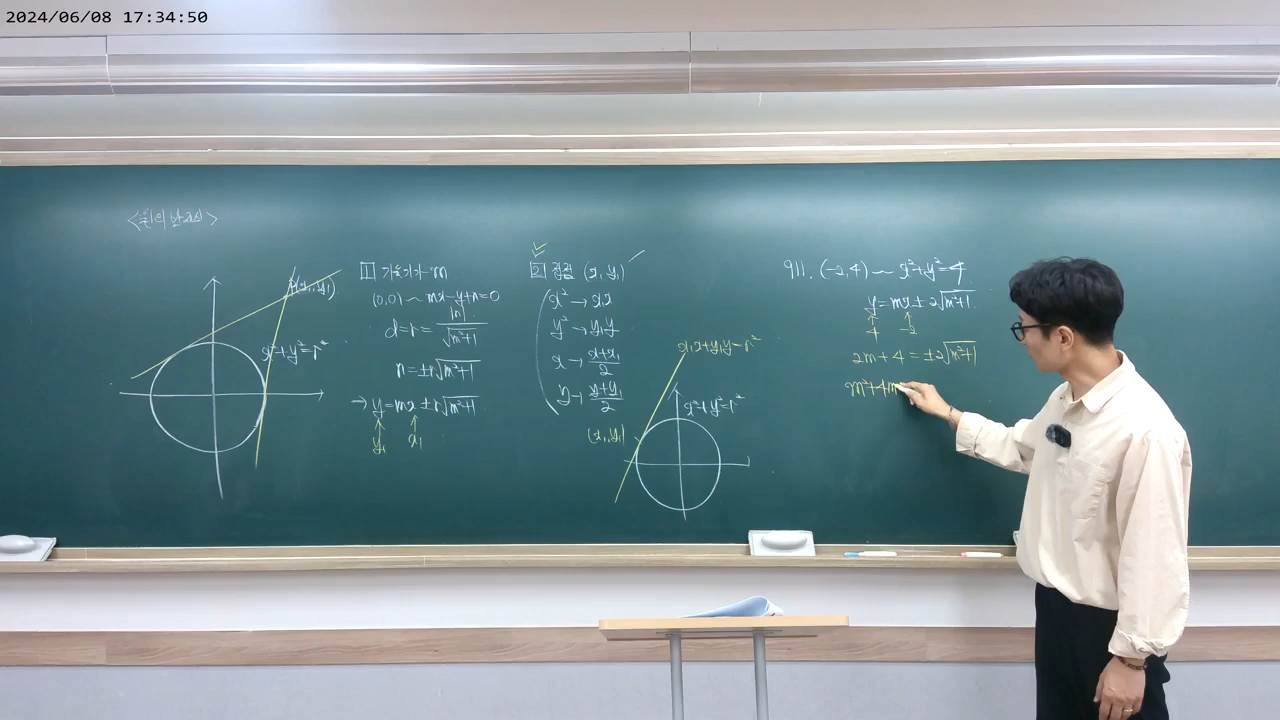 2024/06/08 17:34:50
<원의 방정식>
P(x₁, y₁)
x²+y²=r²
1 기울기가 m
(0,0) ~ mx-y+n=0
d=r=|n|/√(m²+1)
n=±r√(m²+1)
→ y=mx±r√(m²+1)
↑ ↑
y₁ x₁
2 접점 (x₁, y₁)
x² → x₁x
y² → y₁y
x → (x+x₁)/2
y → (y+y₁)/2
x₁x+y₁y=r²
x²+y²=r²
(x₁, y₁)
911. (-2,4) ~ x²+y²=4
y=mx±2√(m²+1)
↑ ↑
4 -2
2m+4=±2√(m²+1)
m²+4m